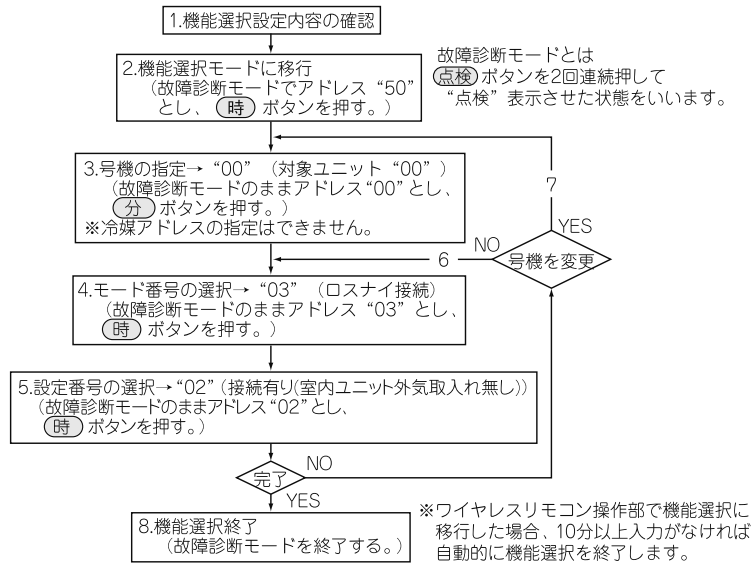 1.機能選択設定内容の確認
2.機能選択モードに移行
（故障診断モードでアドレス“50”
とし、 時 ボタンを押す。）
故障診断モードとは
点検 ボタンを2回連続押して
“点検”表示させた状態をいいます。
3.号機の指定→“00”（対象ユニット“00”）
（故障診断モードのままアドレス“00”とし、
分 ボタンを押す。）
※冷媒アドレスの指定はできません。
7
YES
NO
号機を変更
6
4.モード番号の選択→“03”（ロスナイ接続）
（故障診断モードのままアドレス“03”とし、
時 ボタンを押す。）
5.設定番号の選択→“02”（接続有り(室内ユニット外気取入れ無し)）
（故障診断モードのままアドレス“02”とし、
時 ボタンを押す。）
完了
NO
YES
8.機能選択終了
（故障診断モードを終了する。）
※ワイヤレスリモコン操作部で機能選択に
移行した場合、10分以上入力がなければ
自動的に機能選択を終了します。